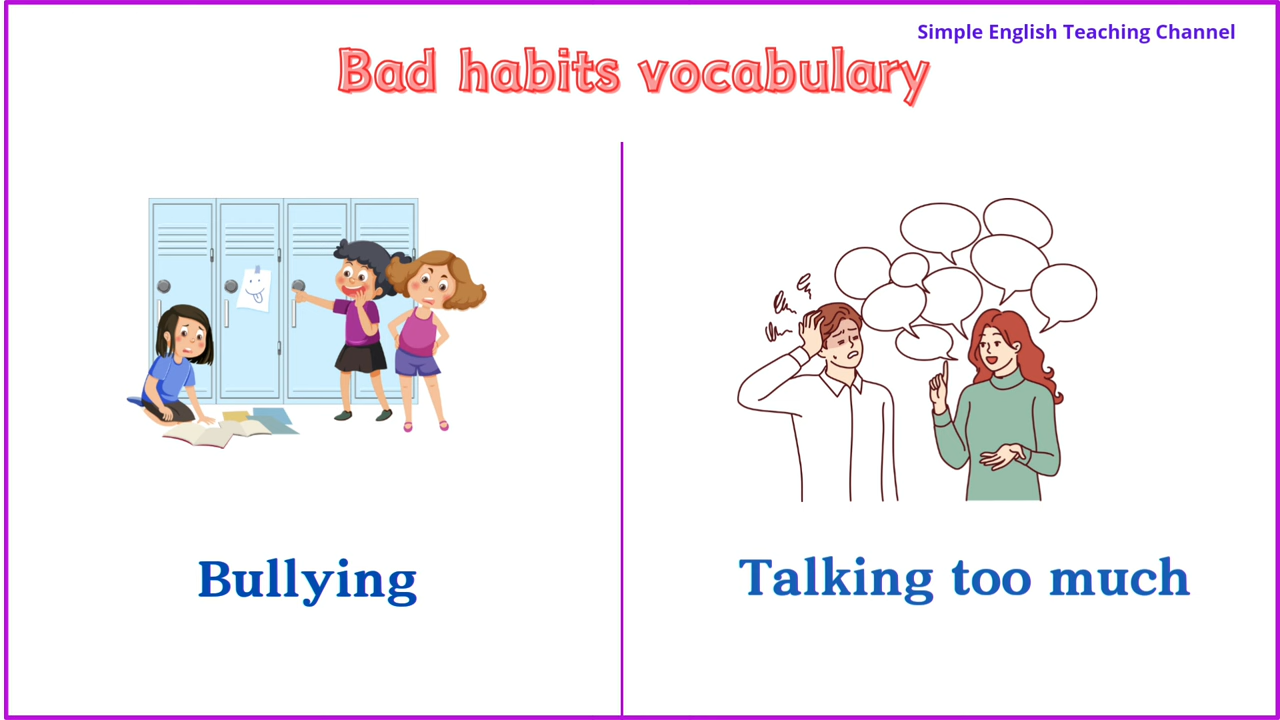 Simple English Teaching Channel
Bad habits vocabulary
Bullying
Talking too much